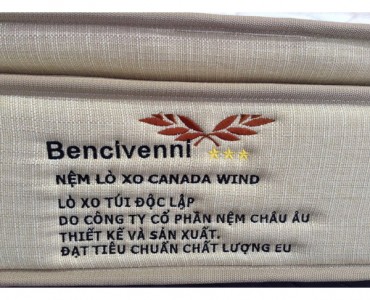 Bencivenni
NỆM LÒ XO CANADA WIND
LÒ XO TÚI ĐỘC LẬP
DO CÔNG TY CỔ PHẦN NỆM CHÂU ÂU
THIẾT KẾ VÀ SẢN XUẤT.
ĐẠT TIÊU CHUẨN CHẤT LƯỢNG EU